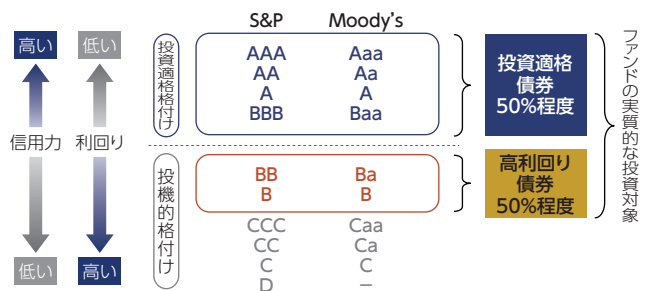 S&P Moody's
高い 低い
信用力 利回り
低い 高い
投資適格格付け
AAA Aaa
AA Aa
A A
BBB Baa
投資適格
債券
50%程度
投機的格付け
BB Ba
B B
高利回り
債券
50%程度
CCC Caa
CC Ca
C C
D –
ファンドの実質的な投資対象